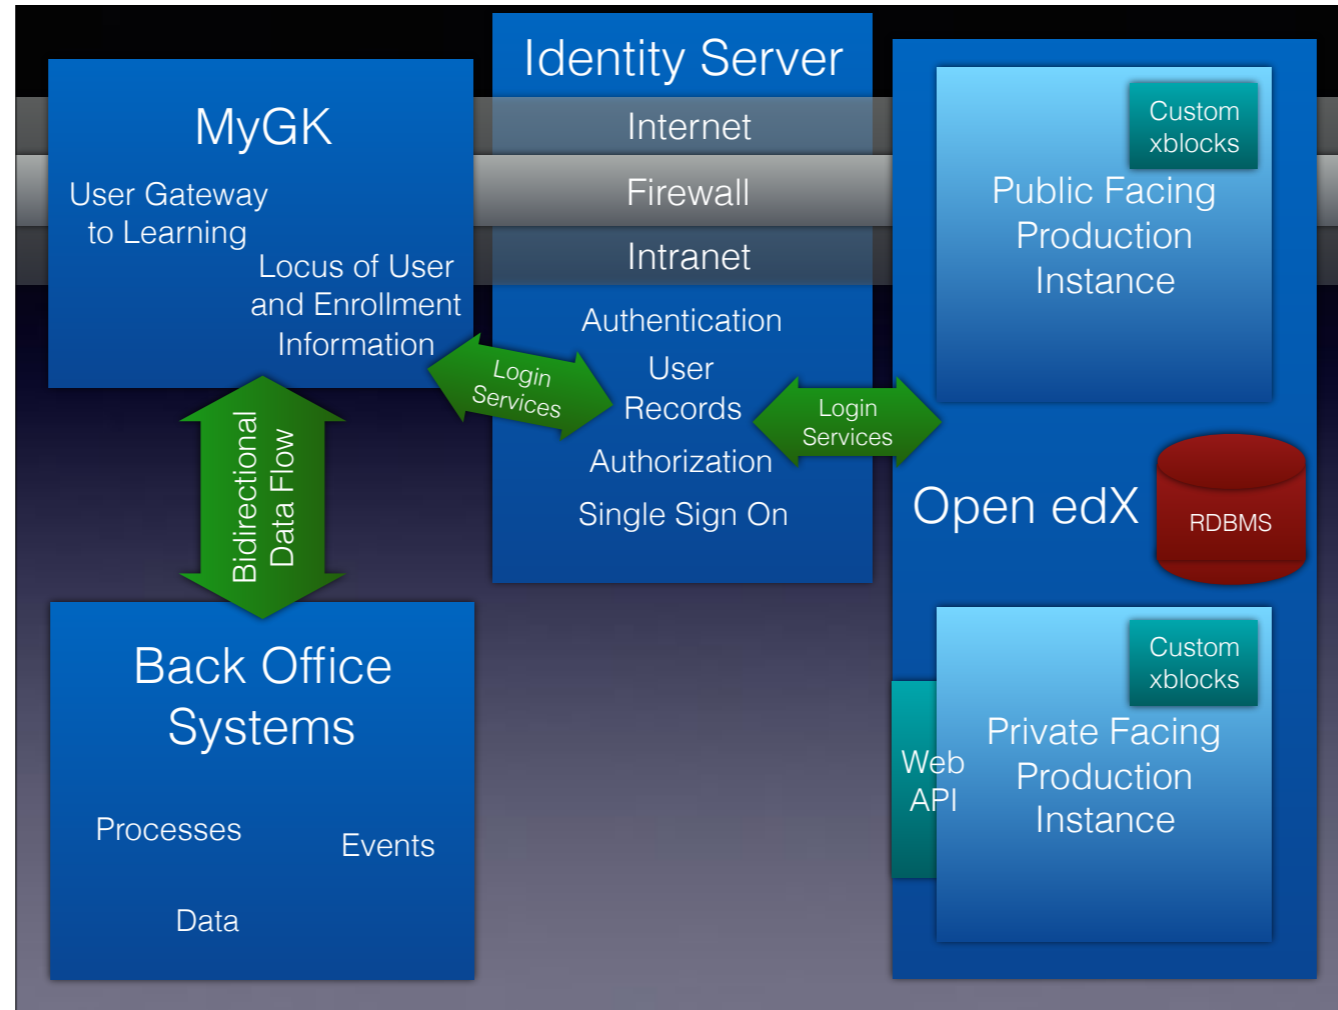 MyGK
User Gateway
to Learning
Locus of User
and Enrollment
Information
Bidirectional
Data Flow
Back Office
Systems
Processes
Events
Data
Login
Services
Identity Server
Internet
Firewall
Intranet
Authentication
User
Records
Authorization
Single Sign On
Login
Services
Custom
xblocks
Public Facing
Production
Instance
Open edX
RDBMS
Custom
xblocks
Private Facing
Production
Instance
Web
API